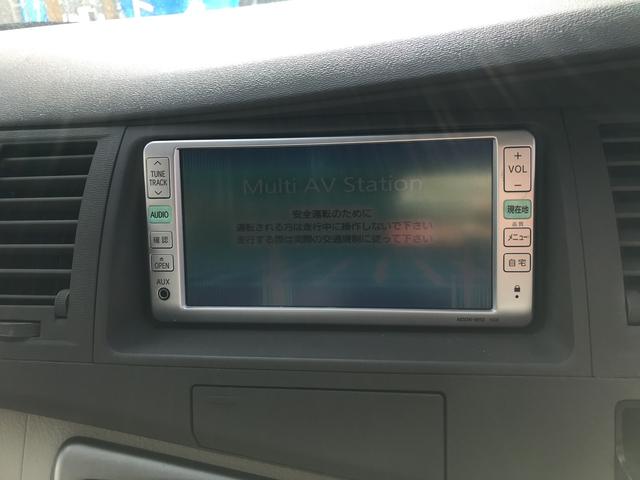 TUNE
TRACK
AUDIO
確認
OPEN
AUX
Multi AV Station
安全運転のために
運転される方は走行中に操作しないで下さい
走行する際は実際の交通規制に従って下さい
+
VOL
-
現在地
メニュー
自宅